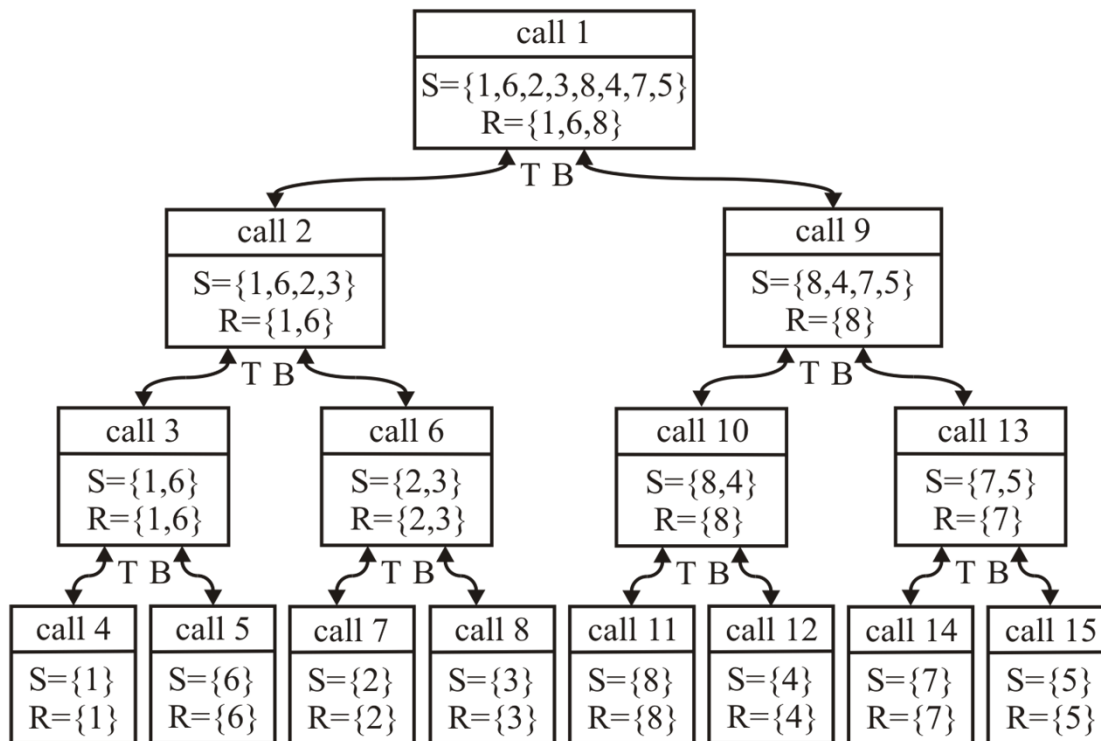 call 1
S={1,6,2,3,8,4,7,5}
R={1,6,8}
T B
call 2
S={1,6,2,3}
R={1,6}
call 9
S={8,4,7,5}
R={8}
T B
T B
call 3
S={1,6}
R={1,6}
call 6
S={2,3}
R={2,3}
call 10
S={8,4}
R={8}
call 13
S={7,5}
R={7}
T B
T B
T B
T B
call 4
S={1}
R={1}
call 5
S={6}
R={6}
call 7
S={2}
R={2}
call 8
S={3}
R={3}
call 11
S={8}
R={8}
call 12
S={4}
R={4}
call 14
S={7}
R={7}
call 15
S={5}
R={5}